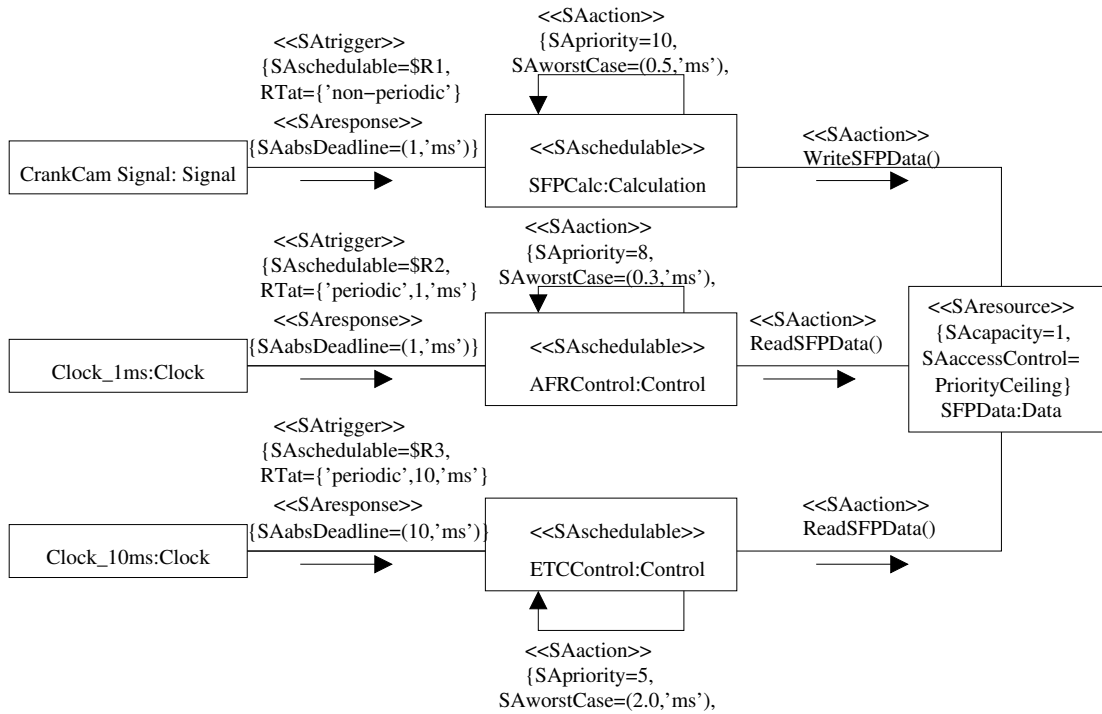 <<SAaction>>
{SApriority=10,
SAworstCase=(0.5,'ms'),
<<SAtrigger>>
{SAschedulable=$R1,
RTat={'non−periodic'}
<<SAresponse>>
{SAabsDeadline=(1,'ms')}
CrankCam Signal: Signal
<<SAschedulable>>
SFPCalc:Calculation
<<SAaction>>
WriteSFPData()
<<SAtrigger>>
{SAschedulable=$R2,
RTat={'periodic',1,'ms'}
<<SAresponse>>
{SAabsDeadline=(1,'ms')}
Clock_1ms:Clock
<<SAaction>>
{SApriority=8,
SAworstCase=(0.3,'ms'),
<<SAschedulable>>
AFRControl:Control
<<SAaction>>
ReadSFPData()
<<SAresource>>
{SAcapacity=1,
SAaccessControl=
PriorityCeiling}
SFPData:Data
<<SAtrigger>>
{SAschedulable=$R3,
RTat={'periodic',10,'ms'}
<<SAresponse>>
{SAabsDeadline=(10,'ms')}
Clock_10ms:Clock
<<SAschedulable>>
ETCControl:Control
<<SAaction>>
ReadSFPData()
<<SAaction>>
{SApriority=5,
SAworstCase=(2.0,'ms'),